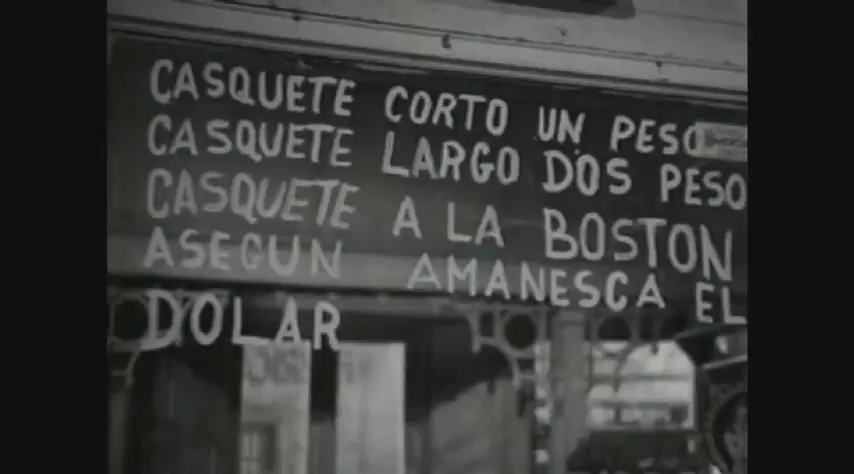 CASQUETE CORTO UN PESO
CASQUETE LARGO DOS PESO
CASQUETE A LA BOSTON
ASEGUN AMANESCA EL
DOLAR